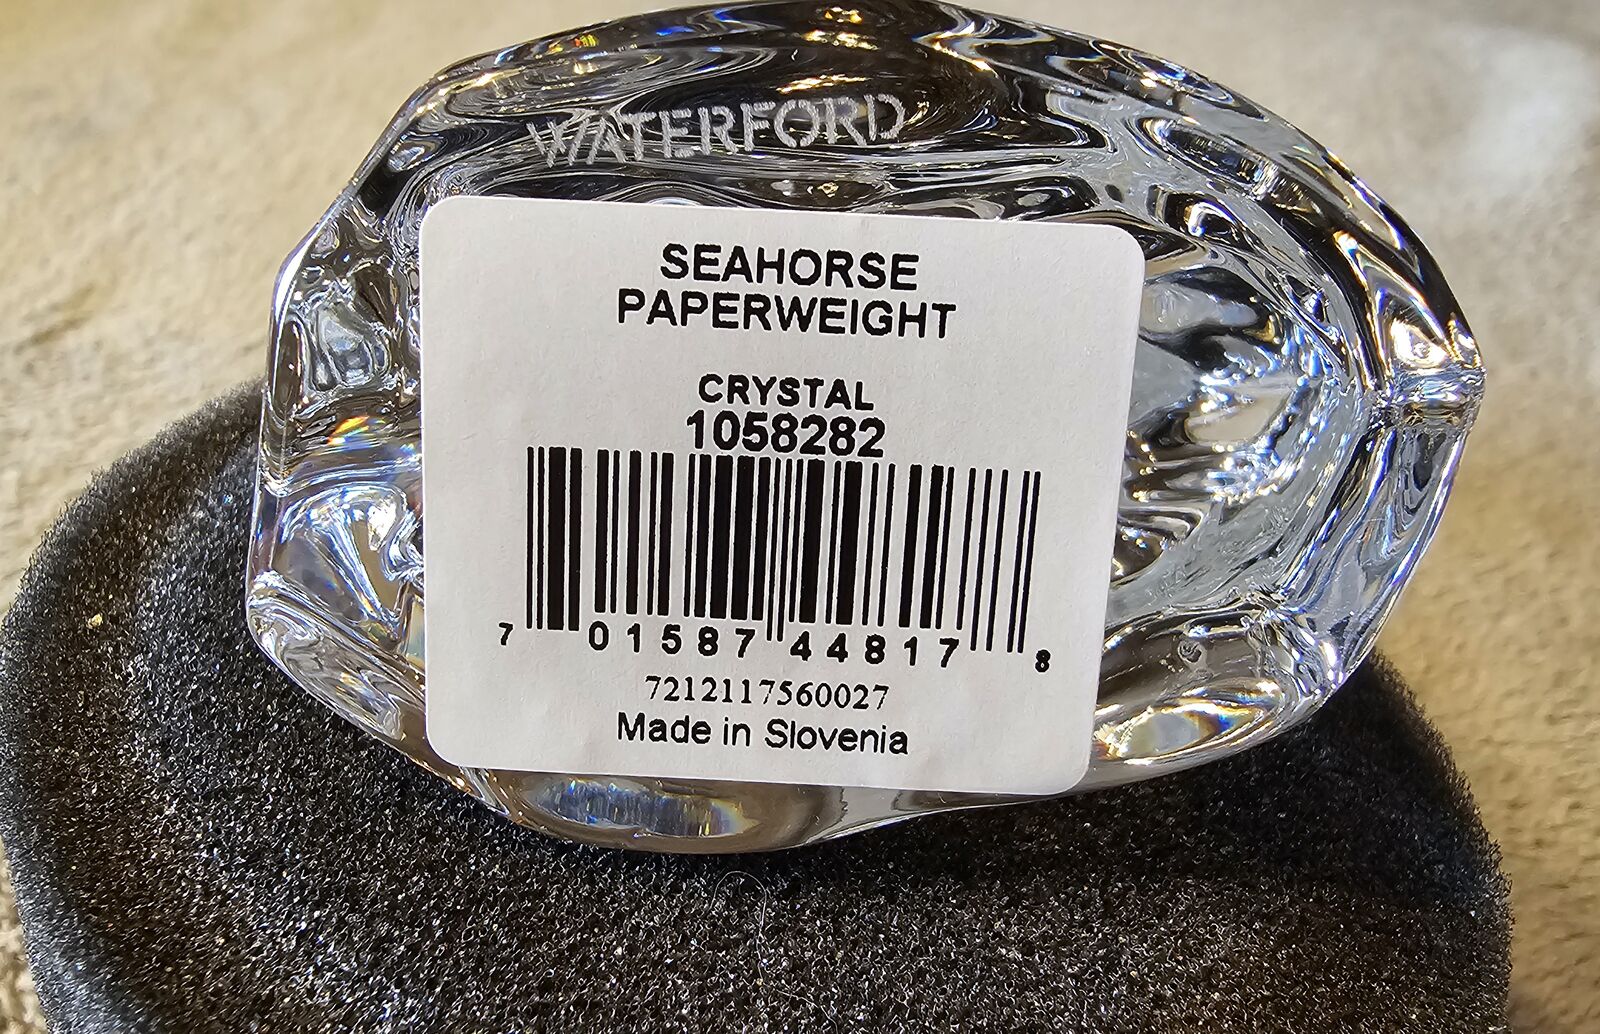 WATERFORD
SEAHORSE
PAPERWEIGHT
CRYSTAL
1058282
7 01587 44817 8
7212117560027
Made in Slovenia